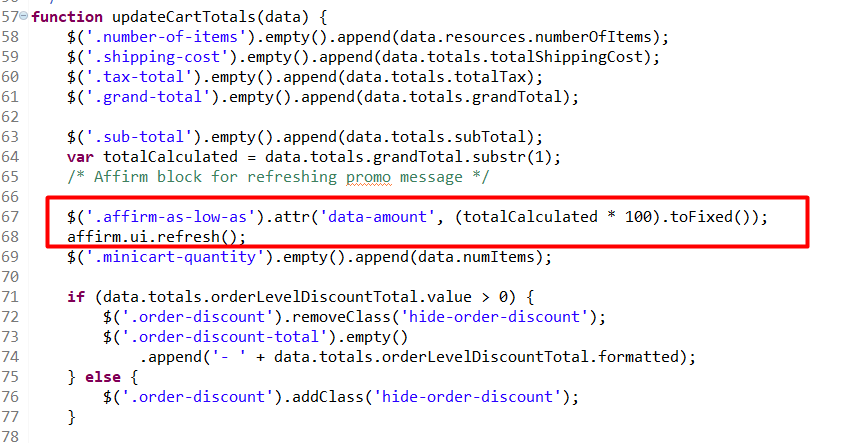 57 function updateCartTotals(data) {
58 $('.number-of-items').empty().append(data.resources.numberOfItems);
59 $('.shipping-cost').empty().append(data.totals.totalShippingCost);
60 $('.tax-total').empty().append(data.totals.totalTax);
61 $('.grand-total').empty().append(data.totals.grandTotal);
62
63 $('.sub-total').empty().append(data.totals.subTotal);
64 var totalCalculated = data.totals.grandTotal.substr(1);
65 /* Affirm block for refreshing promo message */
66
67 $('.affirm-as-low-as').attr('data-amount', (totalCalculated * 100).toFixed());
68 affirm.ui.refresh();
69 $('.minicart-quantity').empty().append(data.numItems);
70
71 if (data.totals.orderLevelDiscountTotal.value > 0) {
72 $('.order-discount').removeClass('hide-order-discount');
73 $('.order-discount-total').empty()
74 .append('- ' + data.totals.orderLevelDiscountTotal.formatted);
75 } else {
76 $('.order-discount').addClass('hide-order-discount');
77 }
78